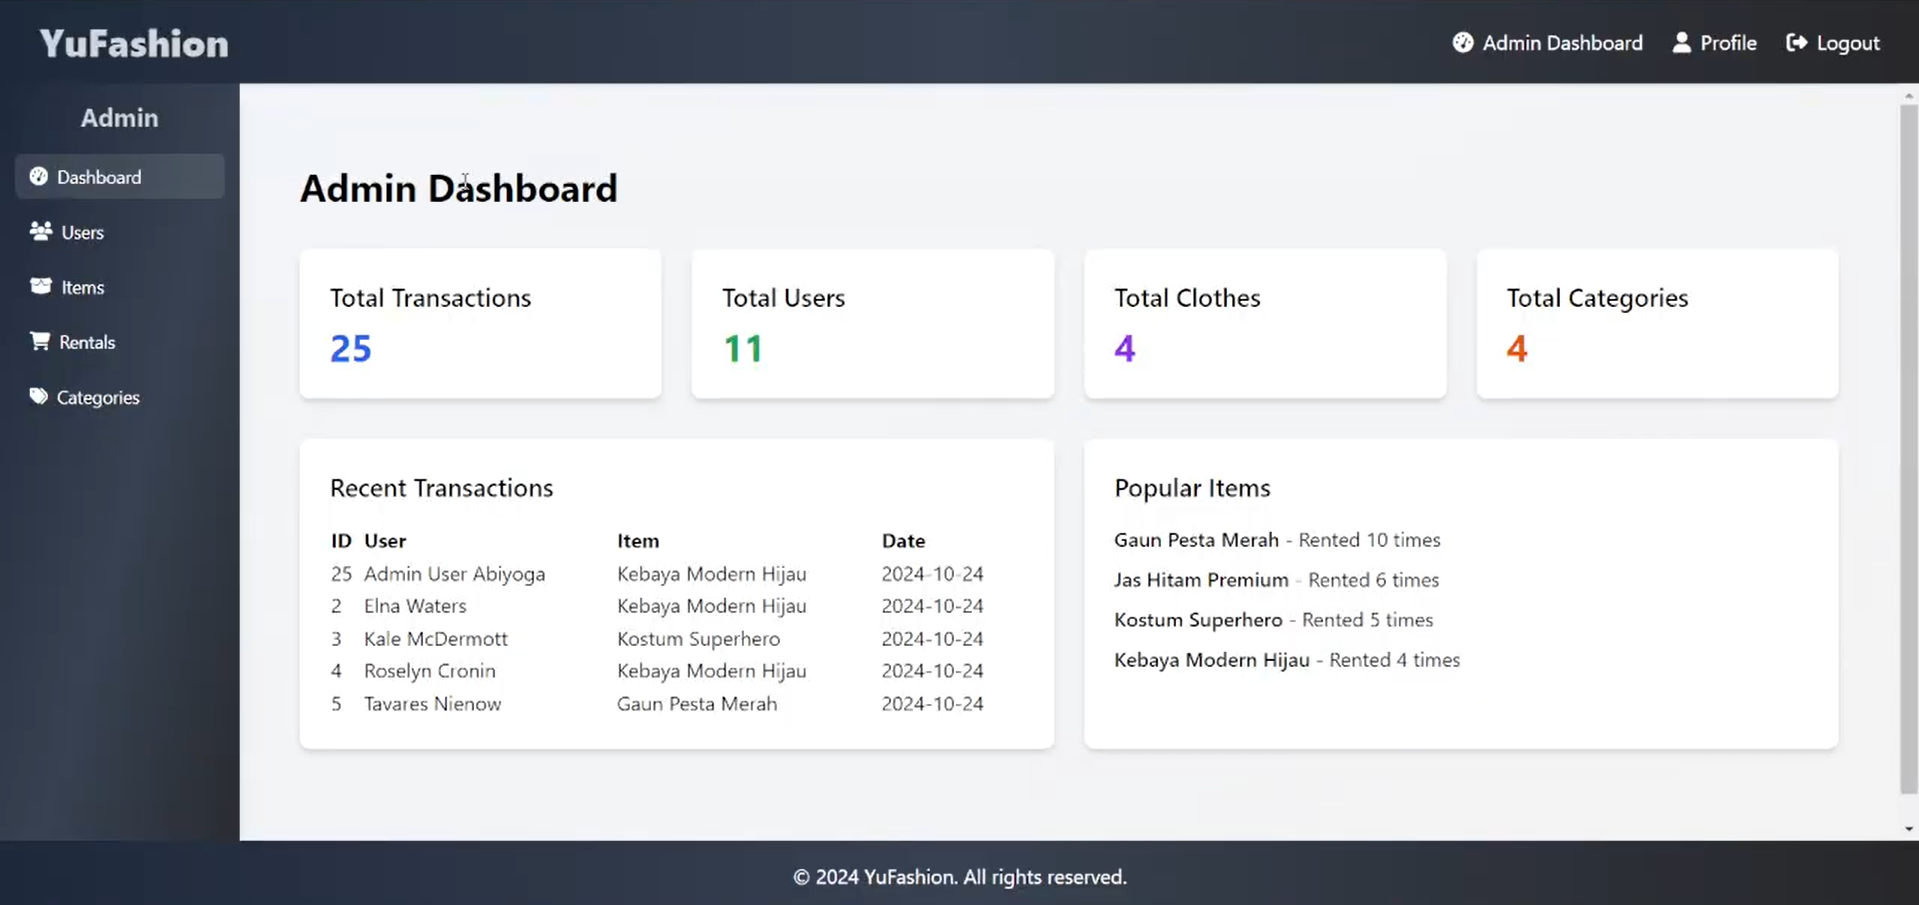 YuFashion
Admin Dashboard Profile Logout
Admin
Dashboard
Users
Items
Rentals
Categories
Admin Dashboard
Total Transactions
25
Total Users
11
Total Clothes
4
Total Categories
4
Recent Transactions
ID User Item Date
25 Admin User Abiyoga Kebaya Modern Hijau 2024-10-24
2 Elna Waters Kebaya Modern Hijau 2024-10-24
3 Kale McDermott Kostum Superhero 2024-10-24
4 Roselyn Cronin Kebaya Modern Hijau 2024-10-24
5 Tavares Nienow Gaun Pesta Merah 2024-10-24
Popular Items
Gaun Pesta Merah - Rented 10 times
Jas Hitam Premium - Rented 6 times
Kostum Superhero - Rented 5 times
Kebaya Modern Hijau - Rented 4 times
© 2024 YuFashion. All rights reserved.